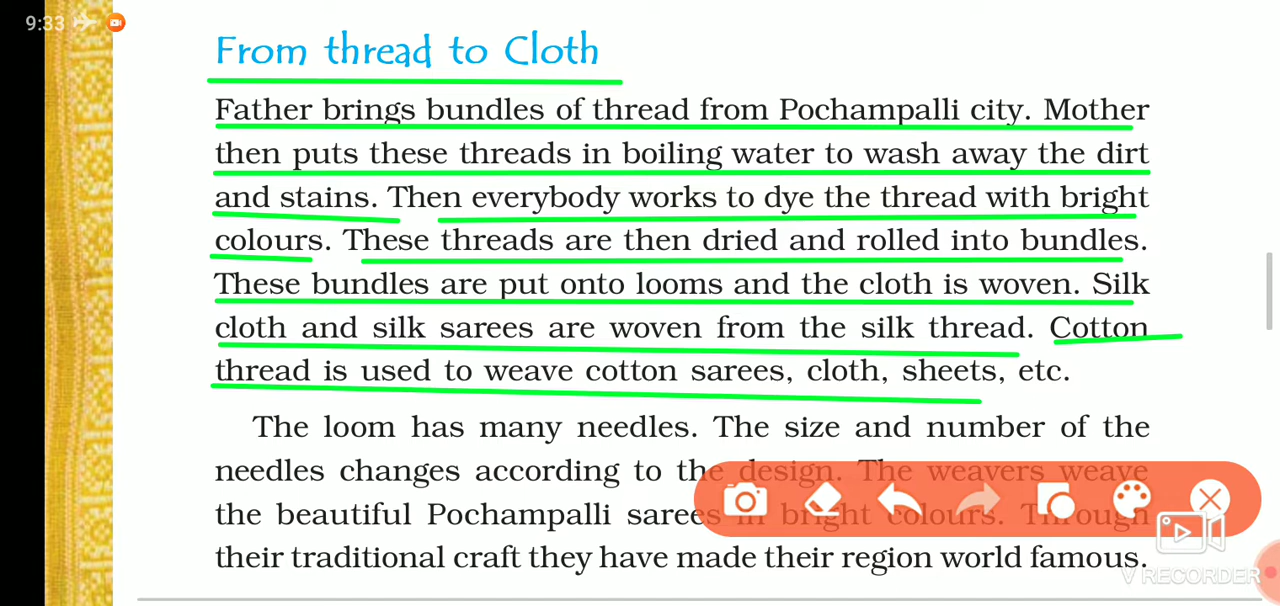 9:33
From thread to Cloth
Father brings bundles of thread from Pochampalli city. Mother
then puts these threads in boiling water to wash away the dirt
and stains. Then everybody works to dye the thread with bright
colours. These threads are then dried and rolled into bundles.
These bundles are put onto looms and the cloth is woven. Silk
cloth and silk sarees are woven from the silk thread. Cotton
thread is used to weave cotton sarees, cloth, sheets, etc.
The loom has many needles. The size and number of the
needles changes according to the design. The weavers weave
the beautiful Pochampalli sarees in bright colours. Through
their traditional craft they have made their region world famous.
V RECORDER